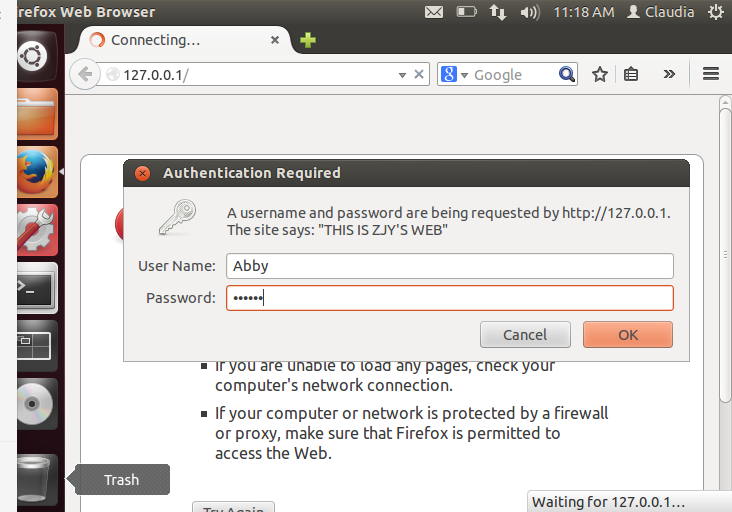 irefox Web Browser
11:18 AM
Claudia
Connecting...
127.0.0.1/
Google
Authentication Required
A username and password are being requested by http://127.0.0.1.
The site says: "THIS IS ZJY'S WEB"
User Name: Abby
Password: ••••••
Cancel OK
If you are unable to load any pages, check your
computer's network connection.
If your computer or network is protected by a firewall
or proxy, make sure that Firefox is permitted to
access the Web.
Trash
Try Again
Waiting for 127.0.0.1...